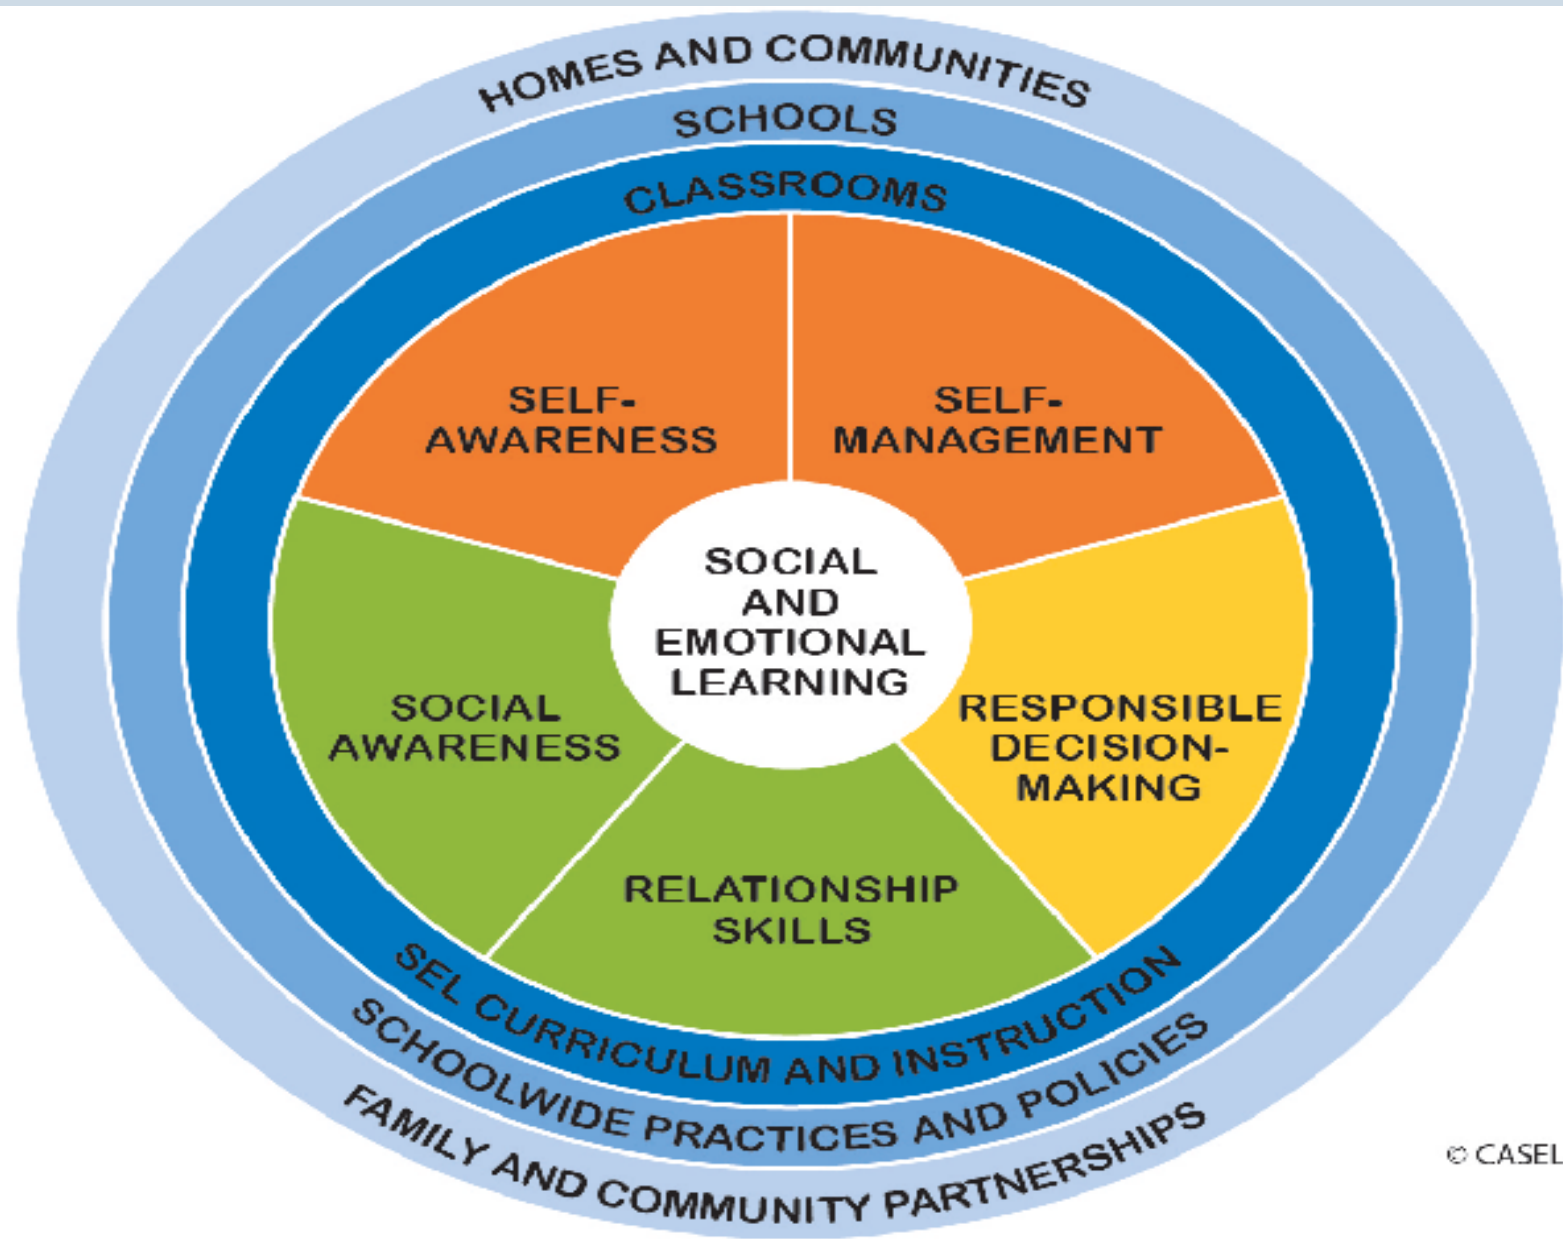 HOMES AND COMMUNITIES
SCHOOLS
CLASSROOMS
SELF-
AWARENESS
SELF-
MANAGEMENT
SOCIAL
AND
EMOTIONAL
LEARNING
SOCIAL
AWARENESS
RESPONSIBLE
DECISION-
MAKING
RELATIONSHIP
SKILLS
SEL CURRICULUM AND INSTRUCTION
SCHOOLWIDE PRACTICES AND POLICIES
FAMILY AND COMMUNITY PARTNERSHIPS
© CASEL